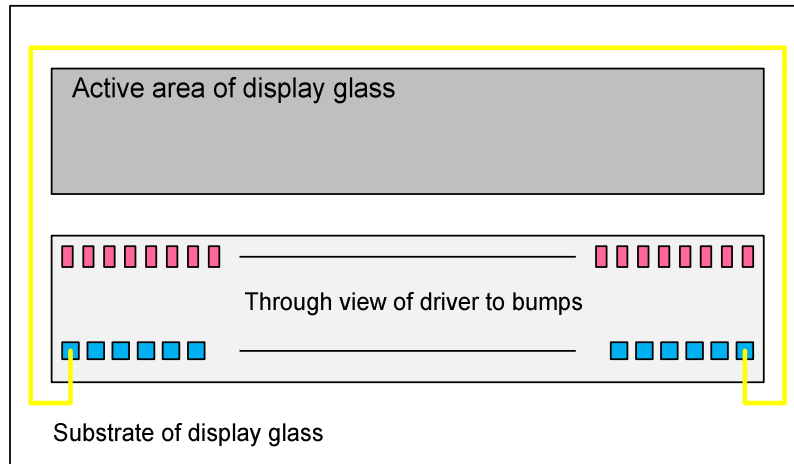 Active area of display glass
Through view of driver to bumps
Substrate of display glass